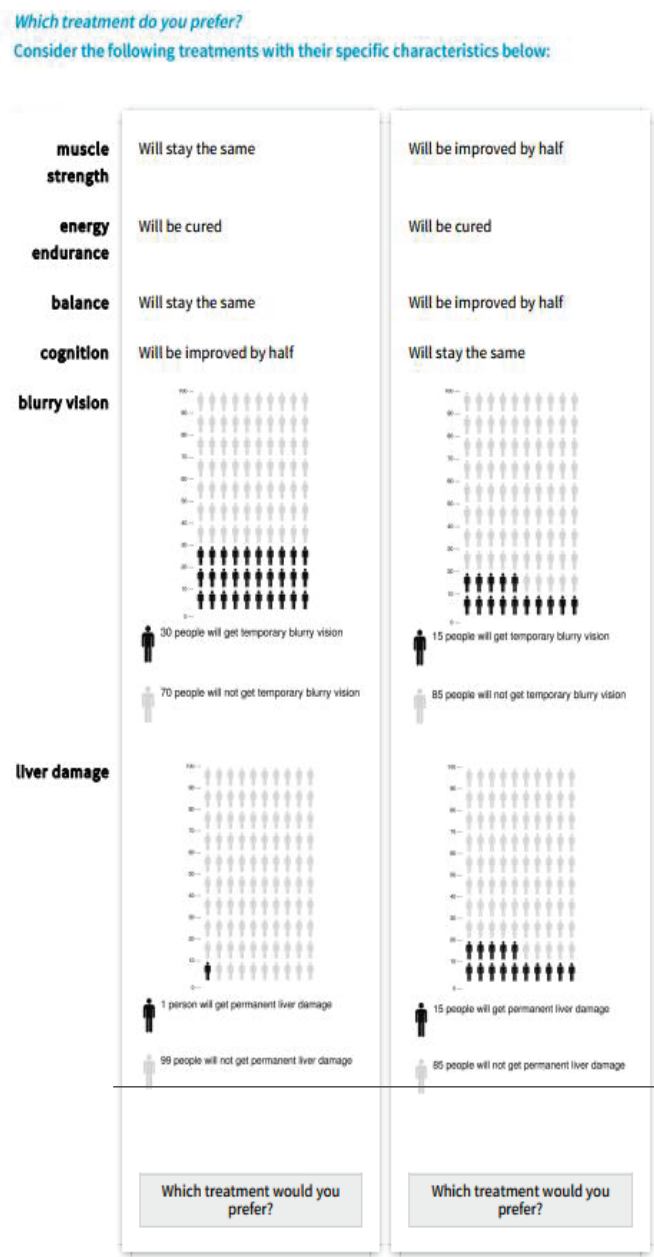 Which treatment do you prefer?
Consider the following treatments with their specific characteristics below:
muscle strength
Will stay the same
Will be improved by half
energy endurance
Will be cured
Will be cured
balance
Will stay the same
Will be improved by half
cognition
Will be improved by half
Will stay the same
blurry vision
30 people will get temporary blurry vision
70 people will not get temporary blurry vision
15 people will get temporary blurry vision
85 people will not get temporary blurry vision
liver damage
1 person will get permanent liver damage
99 people will not get permanent liver damage
15 people will get permanent liver damage
85 people will not get permanent liver damage
Which treatment would you
prefer?
Which treatment would you
prefer?